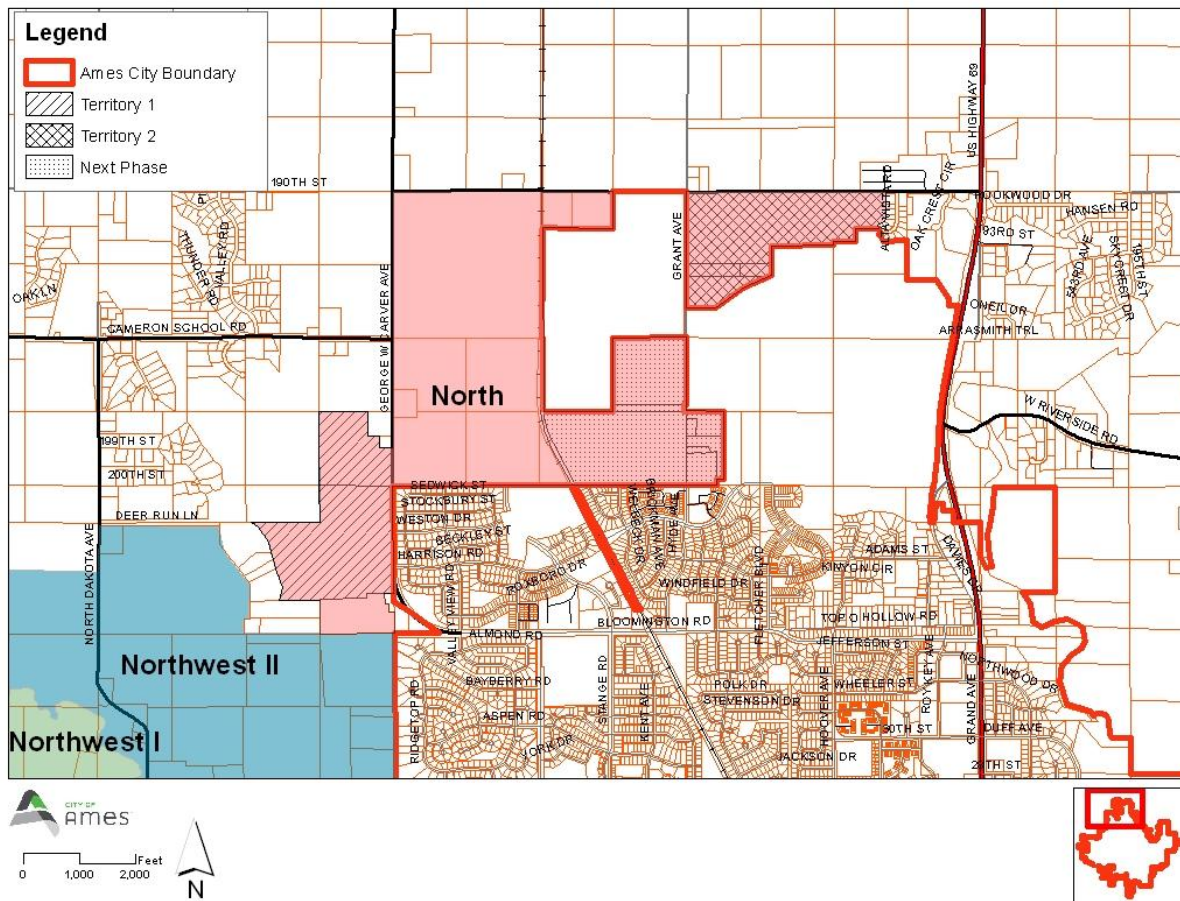 Legend
Ames City Boundary
Territory 1
Territory 2
Next Phase
190TH ST
US HIGHWAY 69
GRANT AVE
ALTA VISTA RD
OAK CREST CIR
HANSEN RD
93RD ST
195TH ST
SKYCREST DR
543RD AVE
VALLEY RD
THUNDER RD
OAK LN
CAMERON SCHOOL RD
GEORGE W CARVER AVE
ONEIL DR
ARRASMITH TRL
North
W RIVERSIDE RD
199TH ST
200TH ST
DEER RUN LN
NORTH DAKOTA AVE
SEDWICK ST
STOCKBURY ST
WESTON DR
BECKLEY ST
HARRISON RD
ROXBORO DR
VALLEY VIEW RD
WELBECK DR
BRICKMAN AVE
WINDFIELD DR
FLETCHER BLVD
ADAMS ST
KINYON CIR
BLOOMINGTON RD
TOP O HOLLOW RD
ALMOND RD
JEFFERSON ST
Northwest II
BAYBERRY RD
POLK DR
WHEELER ST
STEVENSON DR
NORTHWOOD DR
ROY KEY AVE
GRAND AVE
HOOVER AVE
STANGE RD
RIDGETOP RD
ASPEN RD
YORK DR
30TH ST
DUFF AVE
JACKSON DR
Northwest I
CITY OF
Ames
Feet
0 1,000 2,000
N